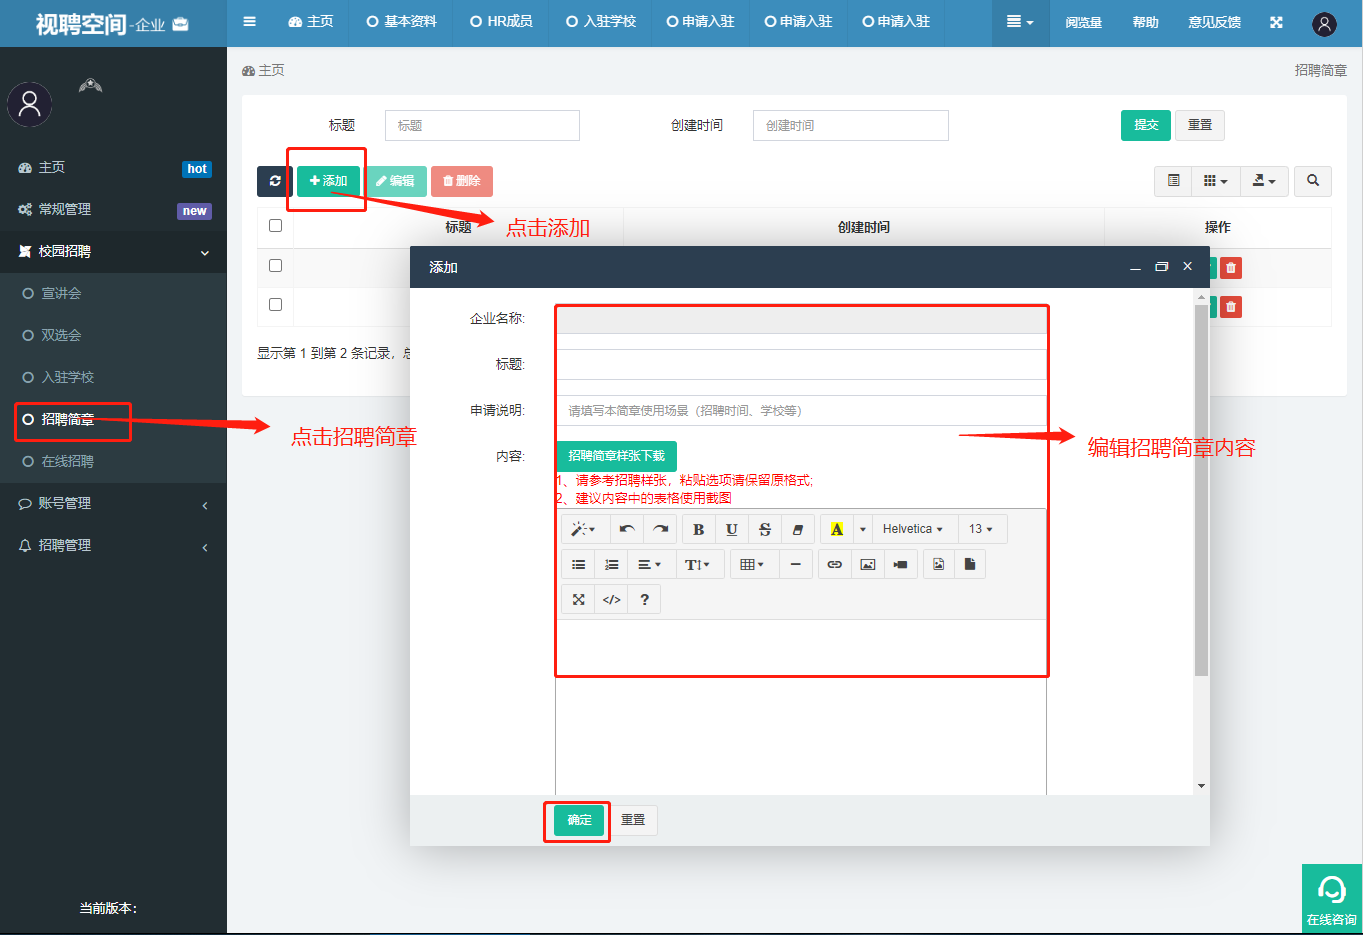 视聘空间-企业
主页
基本资料
HR成员
入驻学校
申请入驻
申请入驻
申请入驻
阅览量
帮助
意见反馈
主页
招聘简章
主页 hot
常规管理 new
校园招聘
宣讲会
双选会
入驻学校
招聘简章
在线招聘
账号管理
招聘管理
当前版本:
标题
标题
创建时间
创建时间
提交
重置
添加
编辑
删除
点击添加
标题
创建时间
操作
显示第 1 到第 2 条记录，
点击招聘简章
添加
企业名称:
标题:
申请说明:
请填写本简章使用场景（招聘时间、学校等）
内容:
招聘简章样张下载
1、请参考招聘样张，粘贴选项请保留原格式;
2、建议内容中的表格使用截图
B U S A Helvetica 13
T
</> ?
编辑招聘简章内容
确定
重置
在线咨询